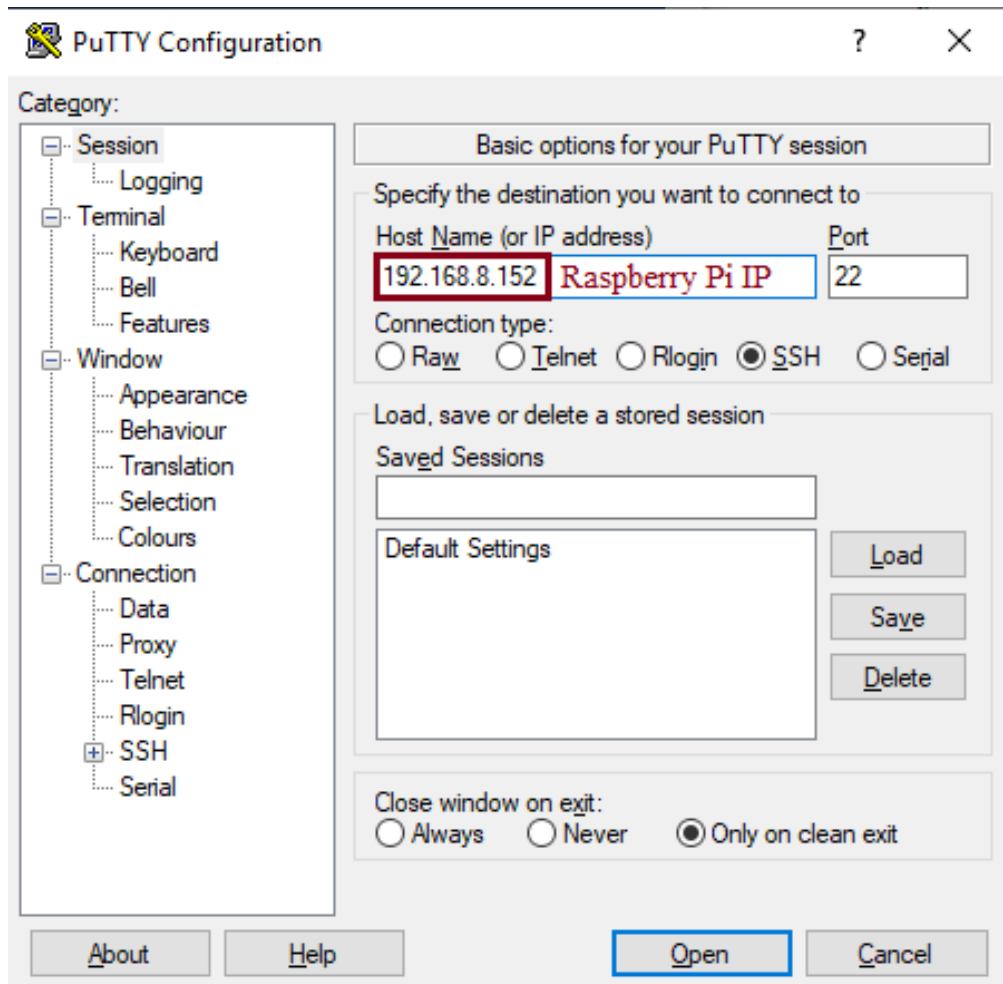 PuTTY Configuration
?
Category:
Session
Logging
Terminal
Keyboard
Bell
Features
Window
Appearance
Behaviour
Translation
Selection
Colours
Connection
Data
Proxy
Telnet
Rlogin
SSH
Serial
Basic options for your PuTTY session
Specify the destination you want to connect to
Host Name (or IP address) Port
192.168.8.152 Raspberry Pi IP 22
Connection type:
Raw Telnet Rlogin SSH Serial
Load, save or delete a stored session
Saved Sessions
Default Settings
Load
Save
Delete
Close window on exit:
Always Never Only on clean exit
About Help Open Cancel